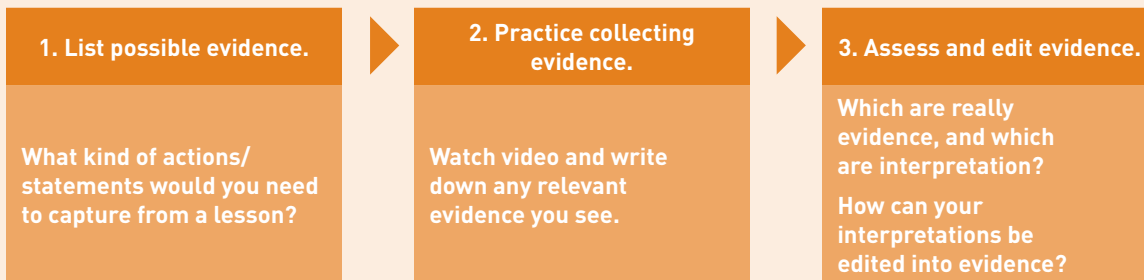 1. List possible evidence.
What kind of actions/
statements would you need
to capture from a lesson?
2. Practice collecting
evidence.
Watch video and write
down any relevant
evidence you see.
3. Assess and edit evidence.
Which are really
evidence, and which
are interpretation?
How can your
interpretations be
edited into evidence?